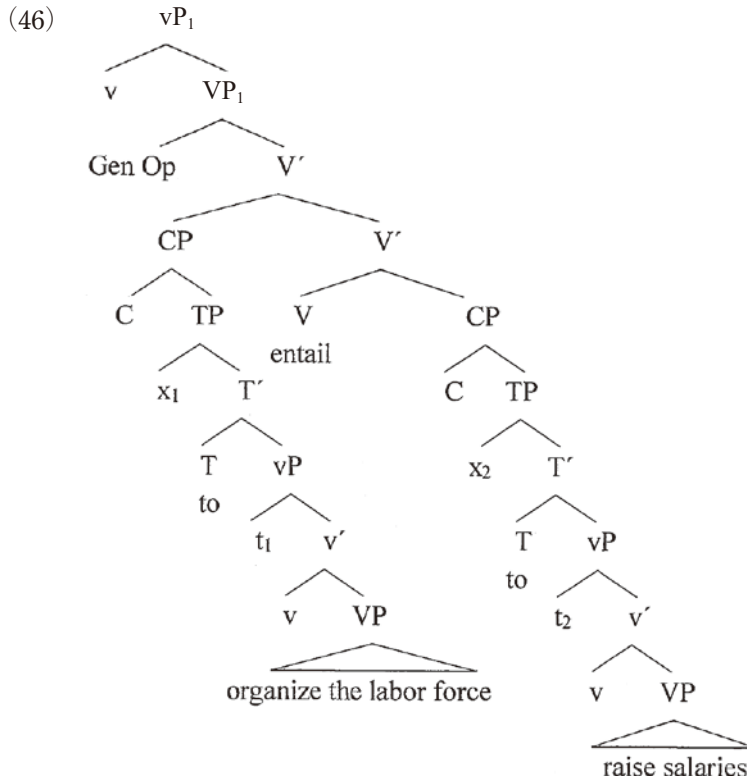 (46)
vP₁
v VP₁
Gen Op V′
CP V′
C TP V CP
entail
x₁ T′ C TP
T vP x₂ T′
to
t₁ v′ T vP
to
v VP t₂ v′
organize the labor force v VP
raise salaries